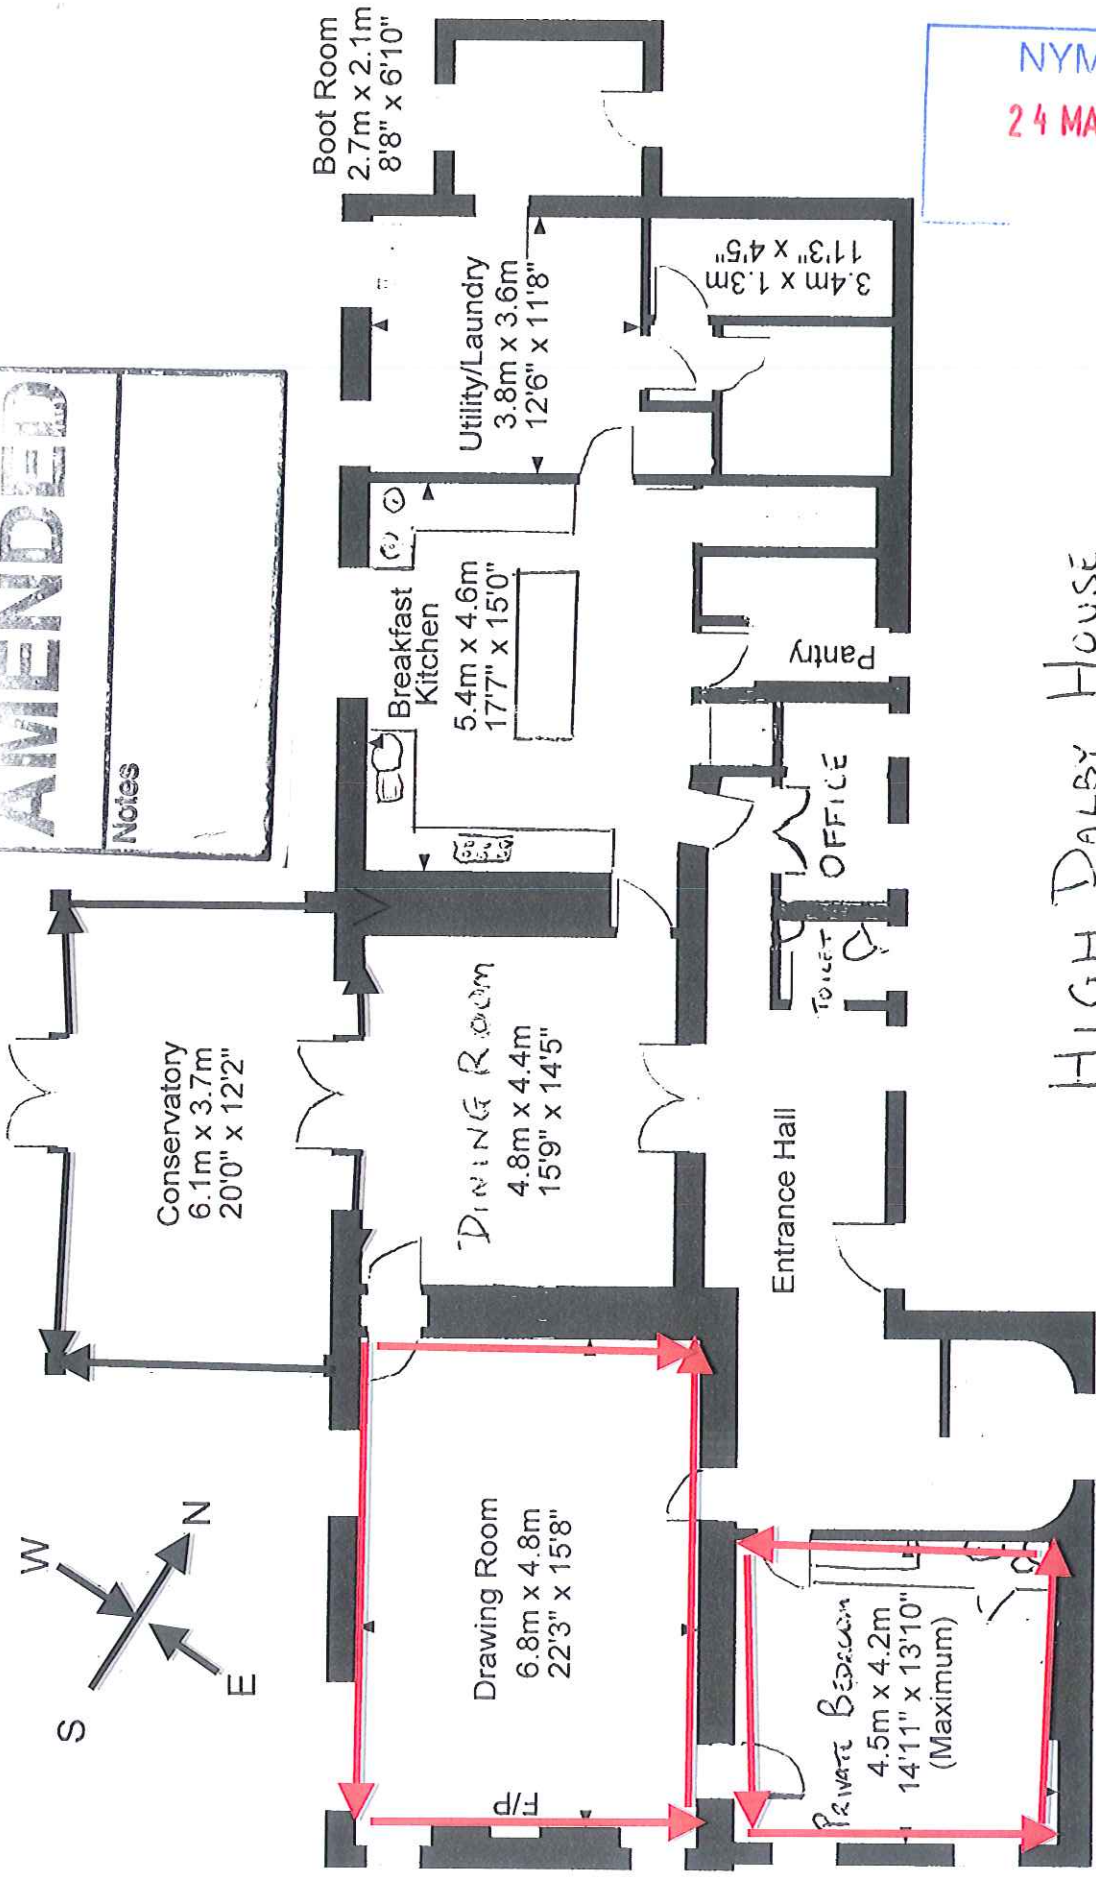 AMENDED
Notes
NYM
24 MA
Boot Room
2.7m x 2.1m
8'8" x 6'10"
Utility/Laundry
3.8m x 3.6m
12'6" x 11'8"
3.4m x 1.3m
11'3" x 4'5"
Breakfast
Kitchen
5.4m x 4.6m
17'7" x 15'0"
Pantry
OFFICE
TOILET
Conservatory
6.1m x 3.7m
20'0" x 12'2"
DINING ROOM
4.8m x 4.4m
15'9" x 14'5"
Entrance Hall
Drawing Room
6.8m x 4.8m
22'3" x 15'8"
F/P
PRIVATE BEDROOM
4.5m x 4.2m
14'11" x 13'10"
(Maximum)
S
W
N
E
HIGH DALBY HOUSE